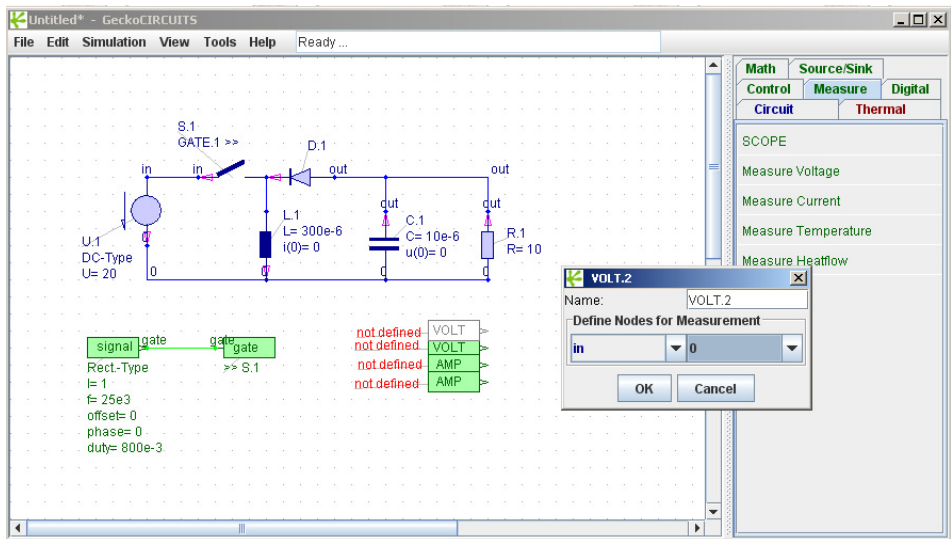 Untitled* - GeckoCIRCUITS
File Edit Simulation View Tools Help Ready ...
Math Source/Sink
Control Measure Digital
Circuit Thermal
SCOPE
Measure Voltage
Measure Current
Measure Temperature
Measure Heatflow
S.1
GATE.1 >>
D.1
in in out out
out out
L.1
L= 300e-6
i(0)= 0
C.1
C= 10e-6
u(0)= 0
R.1
R= 10
U.1
DC-Type
U= 20
0 0 0 0 0
VOLT.2
Name: VOLT.2
Define Nodes for Measurement
in 0
OK Cancel
signal gate gate gate
Rect.-Type >> S.1
I= 1
f= 25e3
offset= 0
phase= 0
duty= 800e-3
not defined VOLT
not defined VOLT
not defined AMP
not defined AMP